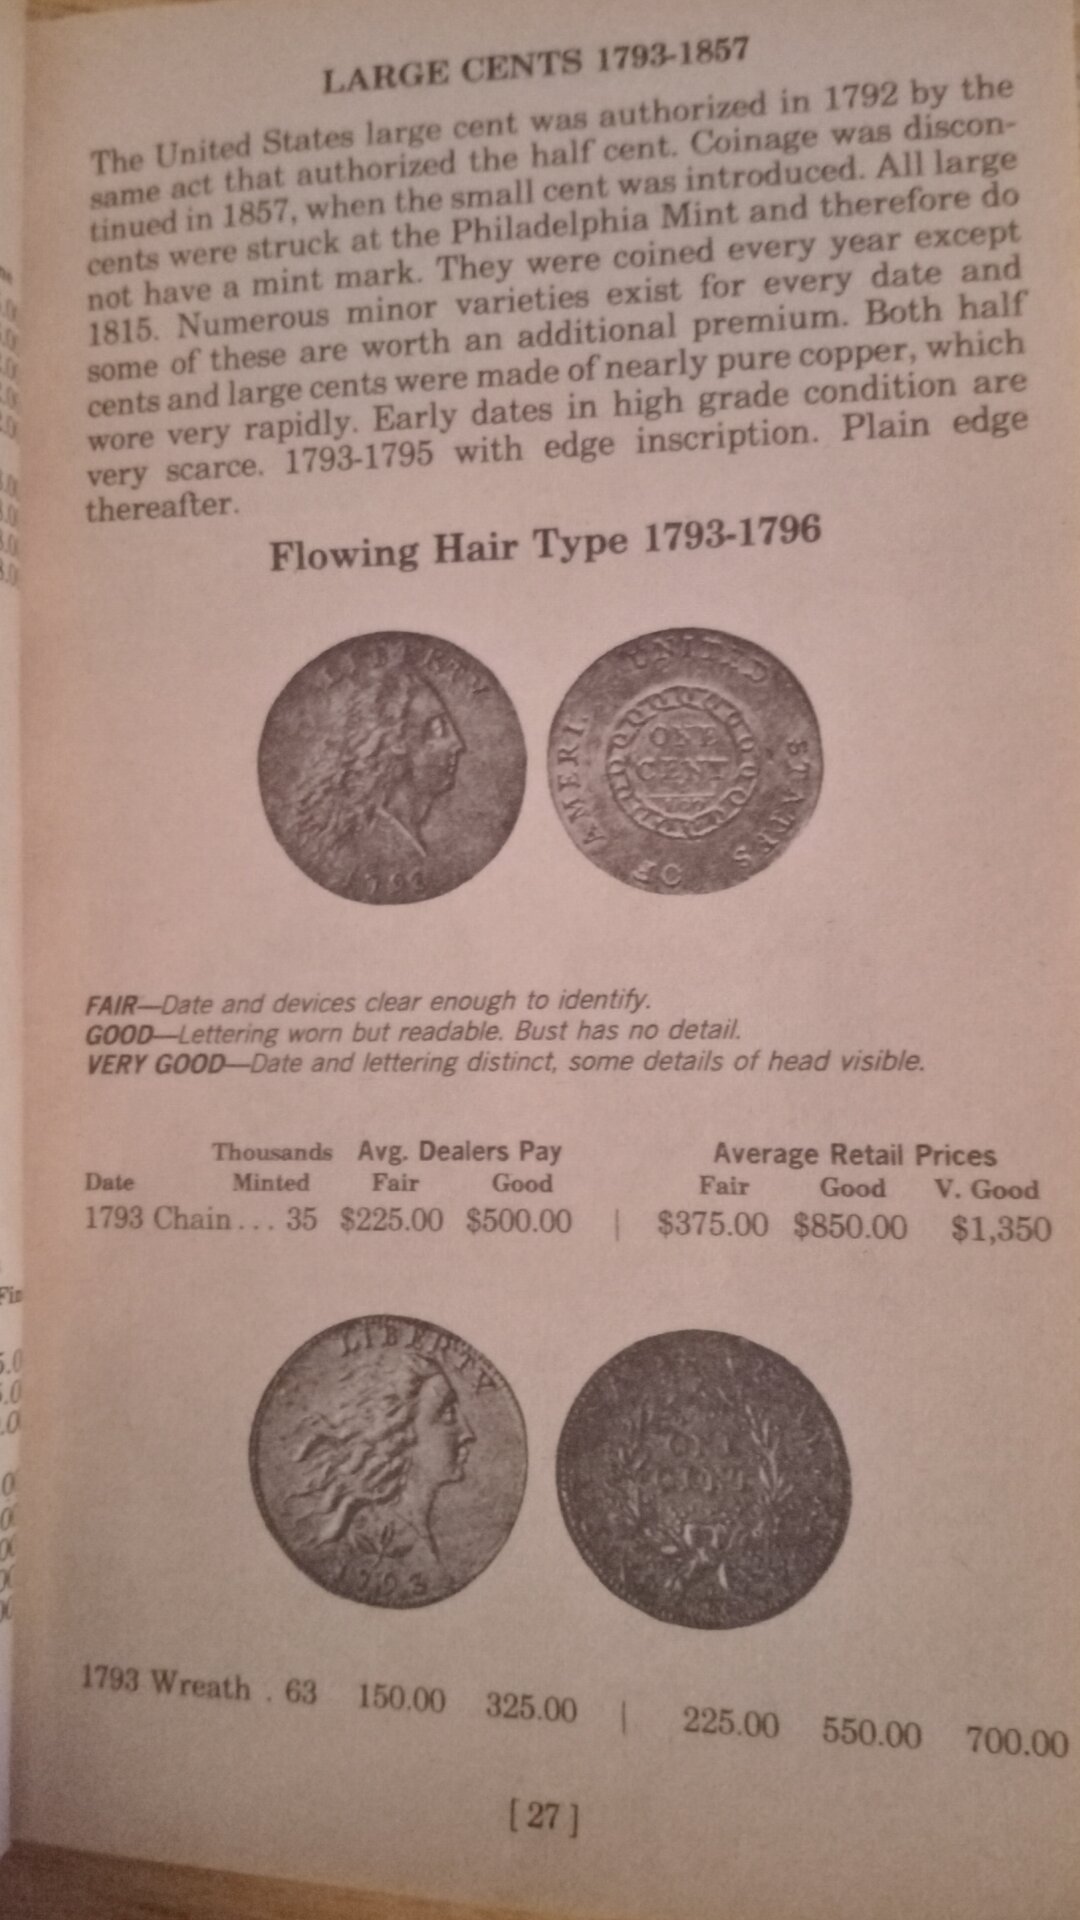 LARGE CENTS 1793-1857
The United States large cent was authorized in 1792 by the
same act that authorized the half cent. Coinage was discon-
tinued in 1857, when the small cent was introduced. All large
cents were struck at the Philadelphia Mint and therefore do
not have a mint mark. They were coined every year except
1815. Numerous minor varieties exist for every date and
some of these are worth an additional premium. Both half
cents and large cents were made of nearly pure copper, which
wore very rapidly. Early dates in high grade condition are
very scarce. 1793-1795 with edge inscription. Plain edge
thereafter.
Flowing Hair Type 1793-1796
LIBERTY
1793
UNITED STATES OF AMERI.
ONE
CENT
FAIR—Date and devices clear enough to identify.
GOOD—Lettering worn but readable. Bust has no detail.
VERY GOOD—Date and lettering distinct, some details of head visible.
Thousands Avg. Dealers Pay Average Retail Prices
Date Minted Fair Good Fair Good V. Good
1793 Chain... 35 $225.00 $500.00 | $375.00 $850.00 $1,350
LIBERTY
1793
1793 Wreath . 63 150.00 325.00 | 225.00 550.00 700.00
[ 27 ]